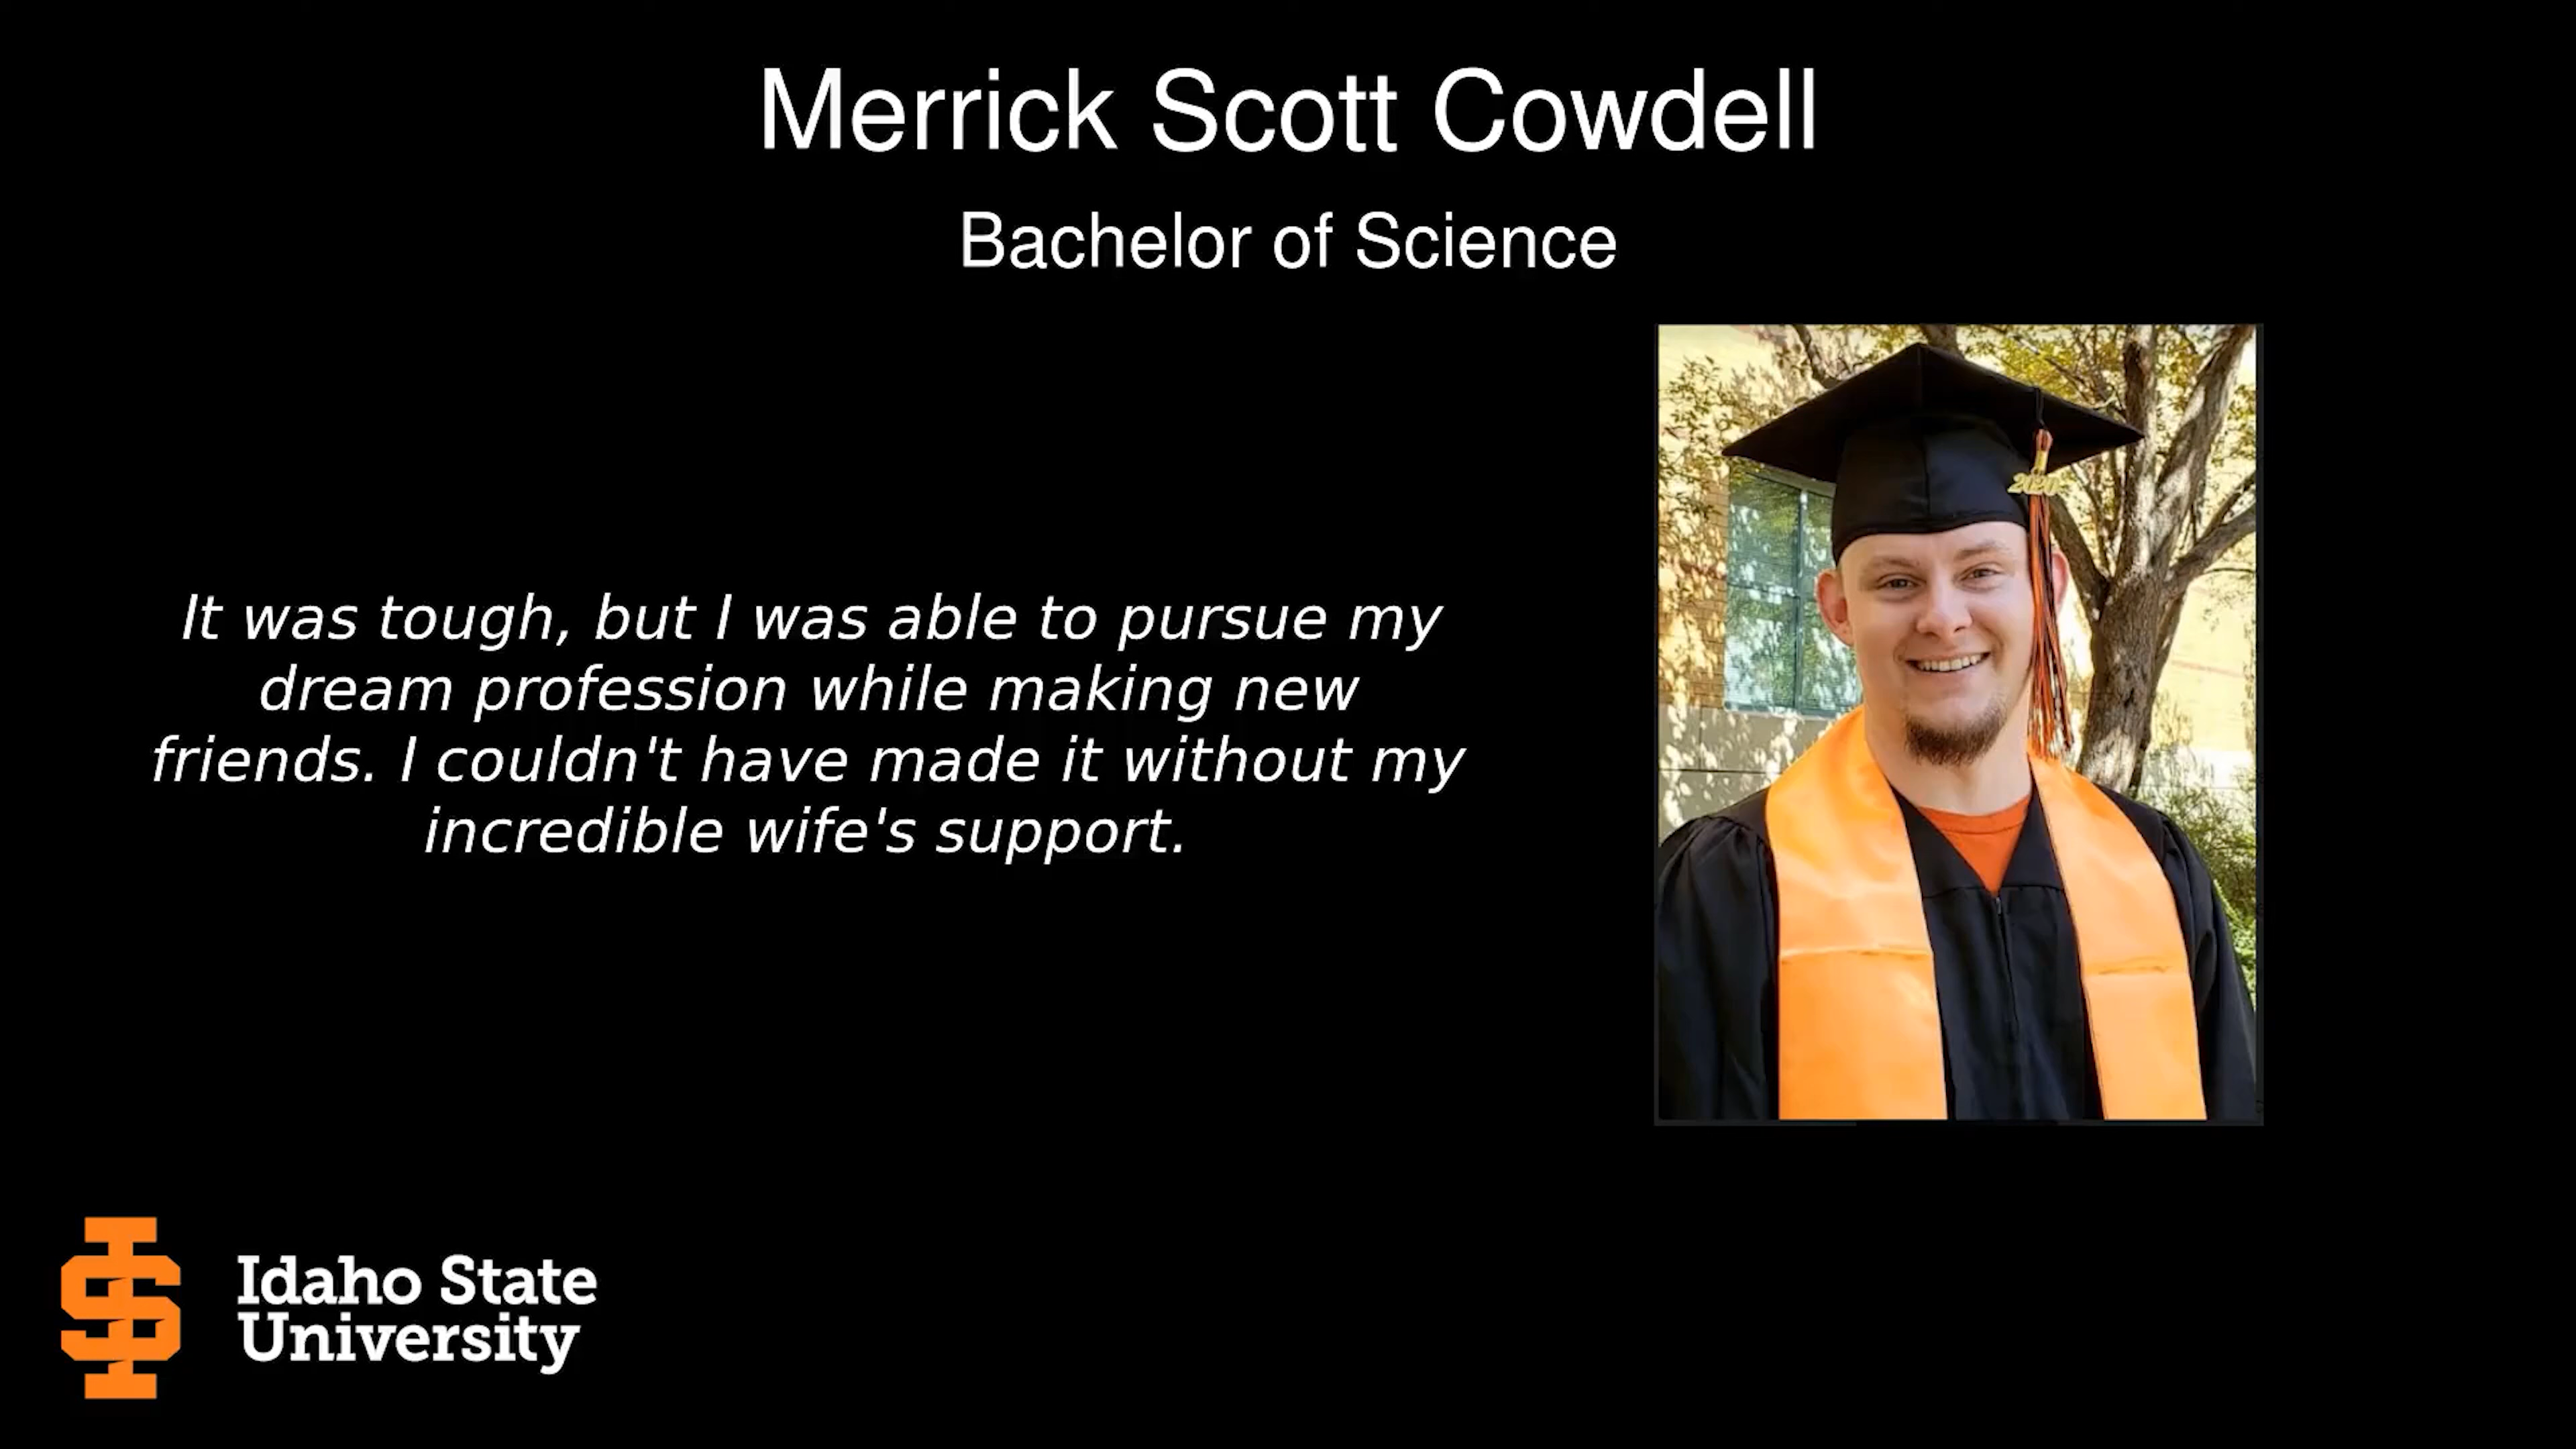 Merrick Scott Cowdell
Bachelor of Science
2020
It was tough, but I was able to pursue my
dream profession while making new
friends. I couldn't have made it without my
incredible wife's support.
Idaho State
University